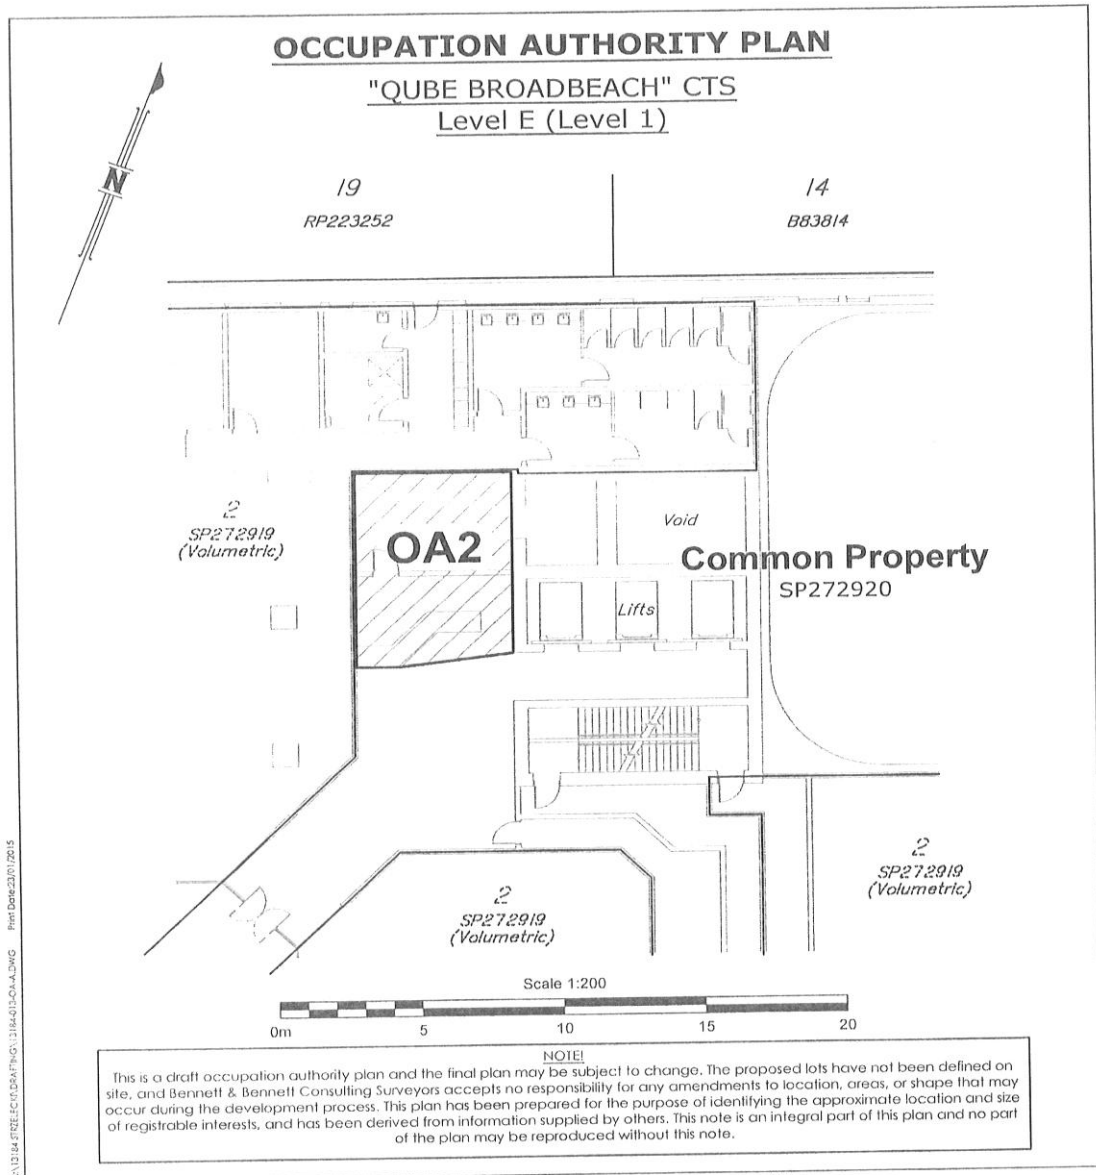 OCCUPATION AUTHORITY PLAN
"QUBE BROADBEACH" CTS
Level E (Level 1)
N
19
RP223252
14
B83814
2
SP272919
(Volumetric)
OA2
Void
Common Property
SP272920
Lifts
2
SP272919
(Volumetric)
2
SP272919
(Volumetric)
Scale 1:200
0m 5 10 15 20
NOTE!
This is a draft occupation authority plan and the final plan may be subject to change. The proposed lots have not been defined on
site, and Bennett & Bennett Consulting Surveyors accepts no responsibility for any amendments to location, areas, or shape that may
occur during the development process. This plan has been prepared for the purpose of identifying the approximate location and size
of registrable interests, and has been derived from information supplied by others. This note is an integral part of this plan and no part
of the plan may be reproduced without this note.
Print Date:23/01/2015